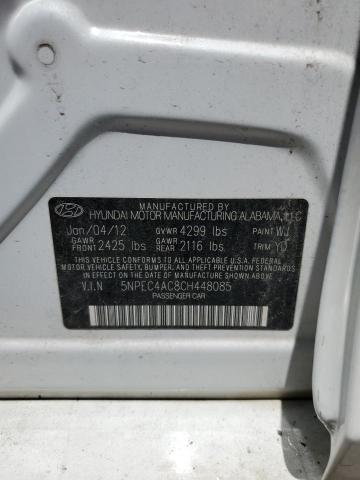 MANUFACTURED BY
HYUNDAI MOTOR MANUFACTURING ALABAMA, LLC
Jan/04/12 GVWR 4299 lbs PAINT WJ
GAWR FRONT 2425 lbs GAWR REAR 2116 lbs TRIM YD
THIS VEHICLE CONFORMS TO ALL APPLICABLE U.S.A. FEDERAL
MOTOR VEHICLE SAFETY, BUMPER, AND THEFT PREVENTION
STANDARDS IN EFFECT ON THE DATE OF MANUFACTURE SHOWN ABOVE.
V.I.N 5NPEC4AC8CH448085
PASSENGER CAR